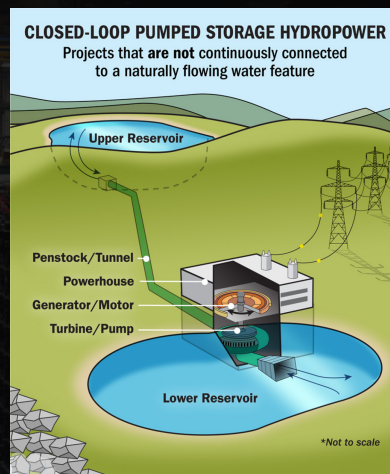 CLOSED-LOOP PUMPED STORAGE HYDROPOWER
Projects that are not continuously connected
to a naturally flowing water feature
Upper Reservoir
Penstock/Tunnel
Powerhouse
Generator/Motor
Turbine/Pump
Lower Reservoir
*Not to scale